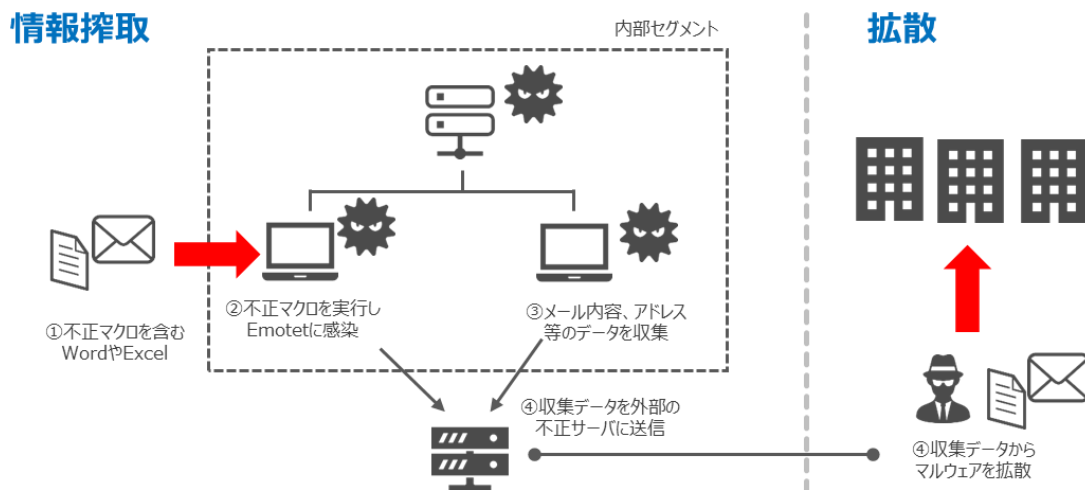 情報搾取
内部セグメント
拡散
①不正マクロを含む
WordやExcel
②不正マクロを実行し
Emotetに感染
③メール内容、アドレス
等のデータを収集
④収集データを外部の
不正サーバに送信
④収集データから
マルウェアを拡散